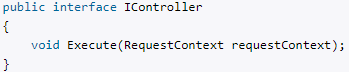 public interface IController
{
    void Execute(RequestContext requestContext);
}